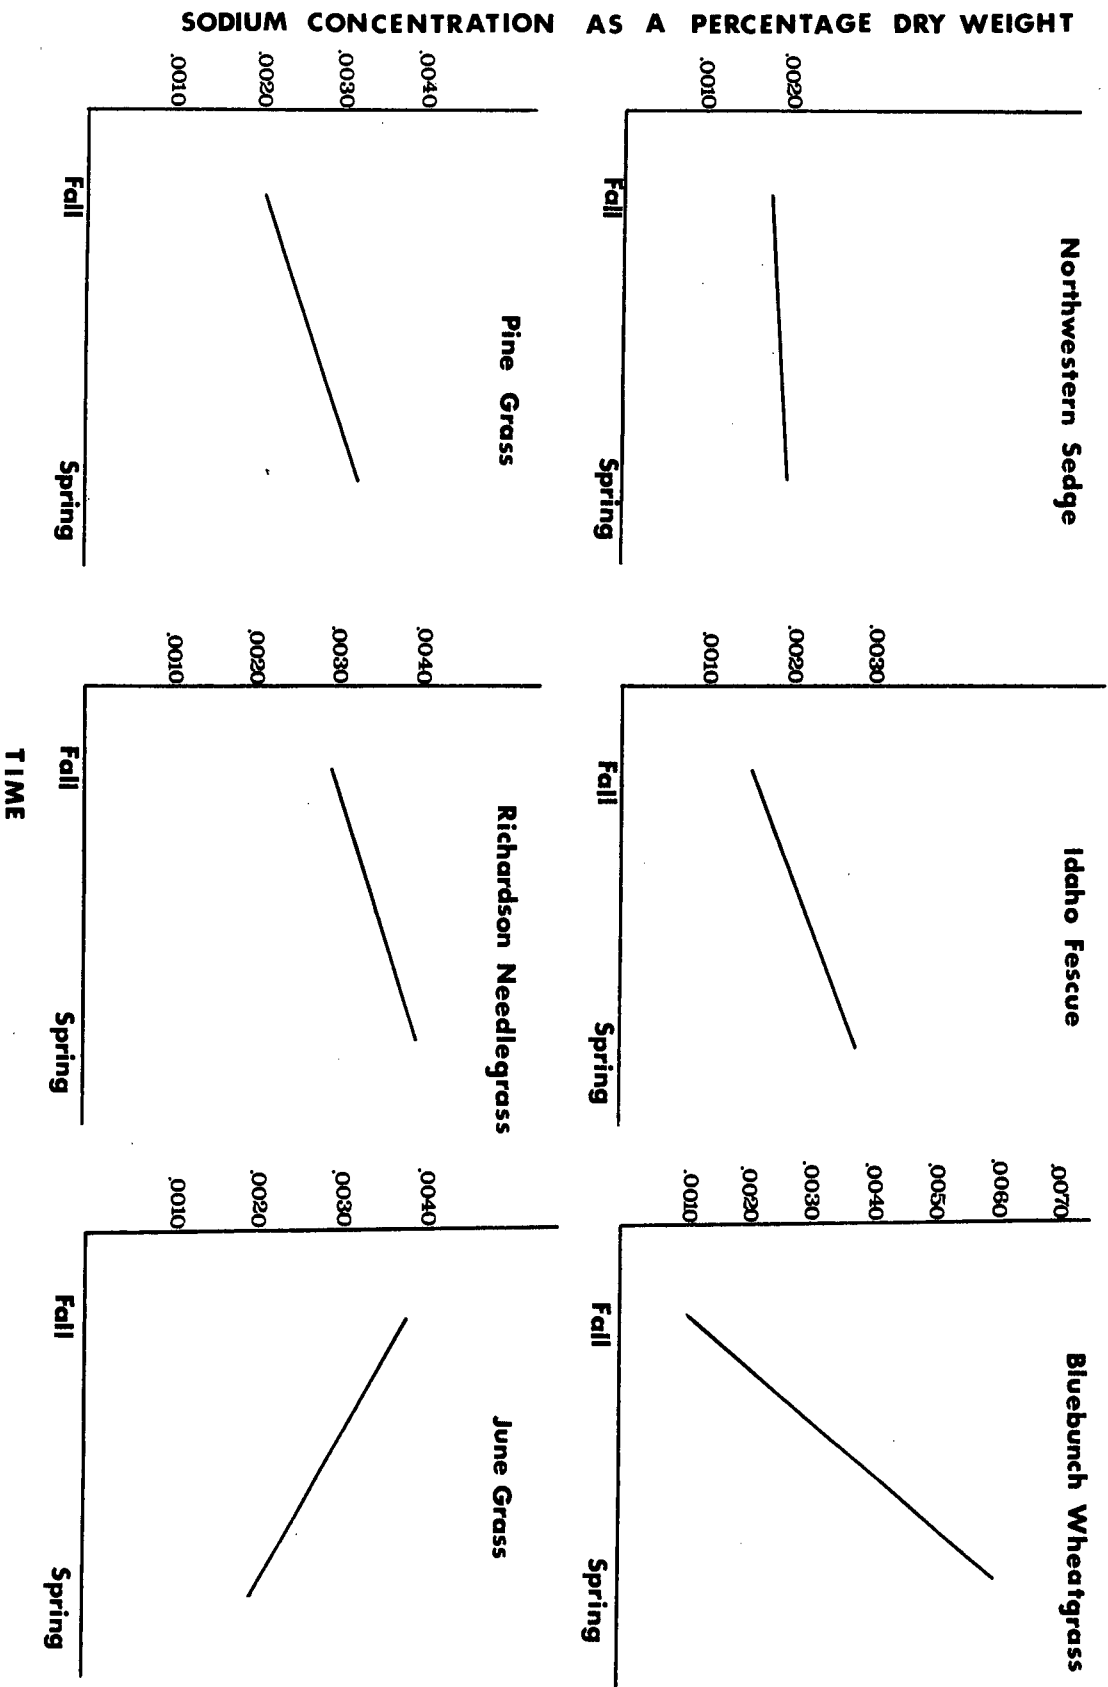 SODIUM CONCENTRATION AS A PERCENTAGE DRY WEIGHT
Northwestern Sedge
.0020
.0010
Fall Spring
Idaho Fescue
.0030
.0020
.0010
Fall Spring
Bluebunch Wheatgrass
.0070
.0060
.0050
.0040
.0030
.0020
.0010
Fall Spring
Pine Grass
.0040
.0030
.0020
.0010
Fall Spring
Richardson Needlegrass
.0040
.0030
.0020
.0010
Fall Spring
June Grass
.0040
.0030
.0020
.0010
Fall Spring
TIME